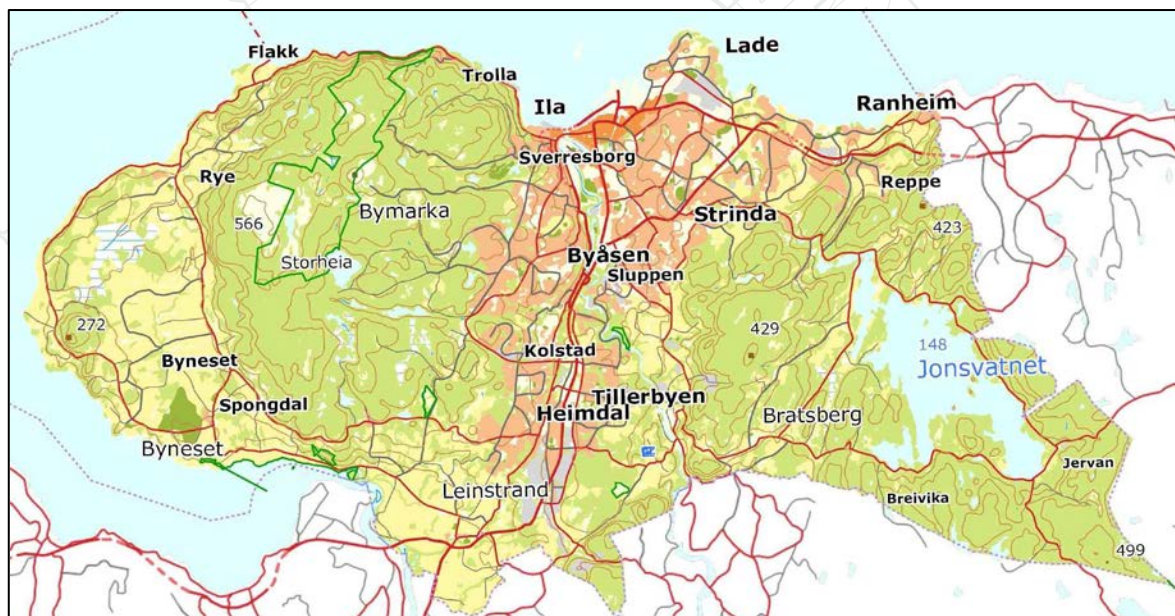 Flakk
Trolla
Lade
Ila
Ranheim
Sverresborg
Rye
Reppe
Bymarka
Strinda
566
423
Storheia
Byåsen
Sluppen
272
429
148
Kolstad
Jonsvatnet
Byneset
Tillerbyen
Spongdal
Heimdal
Bratsberg
Byneset
Jervan
Leinstrand
Breivika
499